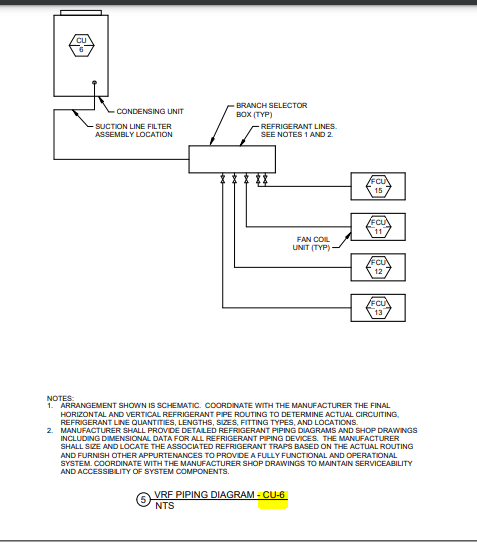 CU
6
CONDENSING UNIT
SUCTION LINE FILTER
ASSEMBLY LOCATION
BRANCH SELECTOR
BOX (TYP)
REFRIGERANT LINES.
SEE NOTES 1 AND 2.
FCU
15
FCU
11
FAN COIL
UNIT (TYP)
FCU
12
FCU
13
NOTES:
1. ARRANGEMENT SHOWN IS SCHEMATIC. COORDINATE WITH THE MANUFACTURER THE FINAL
HORIZONTAL AND VERTICAL REFRIGERANT PIPE ROUTING TO DETERMINE ACTUAL CIRCUITING,
REFRIGERANT LINE QUANTITIES, LENGTHS, SIZES, FITTING TYPES, AND LOCATIONS.
2. MANUFACTURER SHALL PROVIDE DETAILED REFRIGERANT PIPING DIAGRAMS AND SHOP DRAWINGS
INCLUDING DIMENSIONAL DATA FOR ALL REFRIGERANT PIPING DEVICES. THE MANUFACTURER
SHALL SIZE AND LOCATE THE ASSOCIATED REFRIGERANT TRAPS BASED ON THE ACTUAL ROUTING
AND FURNISH OTHER APPURTENANCES TO PROVIDE A FULLY FUNCTIONAL AND OPERATIONAL
SYSTEM. COORDINATE WITH THE MANUFACTURER SHOP DRAWINGS TO MAINTAIN SERVICEABILITY
AND ACCESSIBILITY OF SYSTEM COMPONENTS.
5 VRF PIPING DIAGRAM - CU-6
NTS